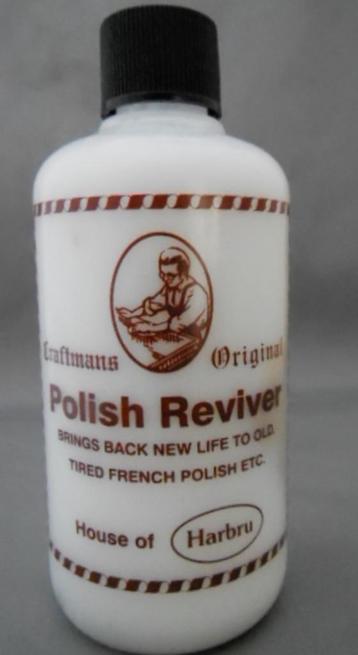 Craftmans Original
Polish Reviver
BRINGS BACK NEW LIFE TO OLD.
TIRED FRENCH POLISH ETC.
House of Harbru